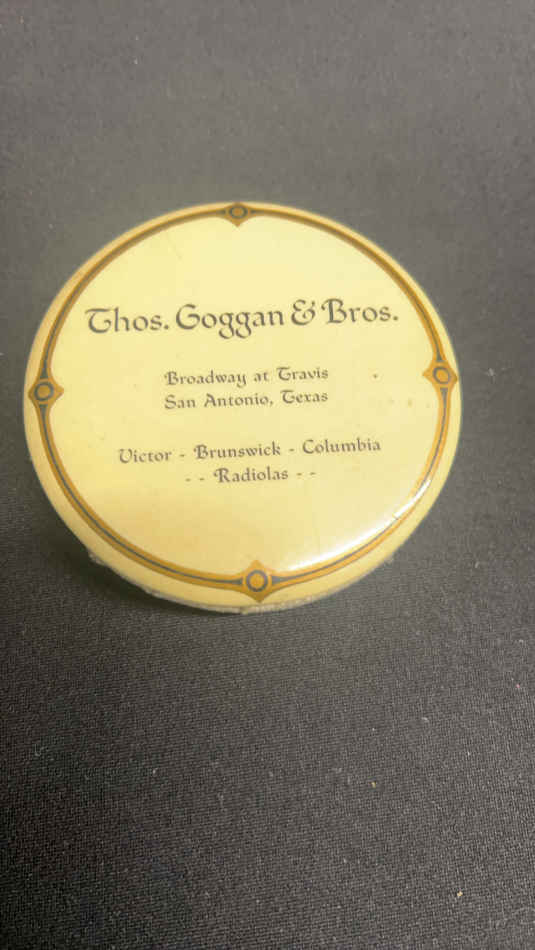 Thos. Goggan & Bros.
Broadway at Travis
San Antonio, Texas
Victor - Brunswick - Columbia
- - Radiolas - -